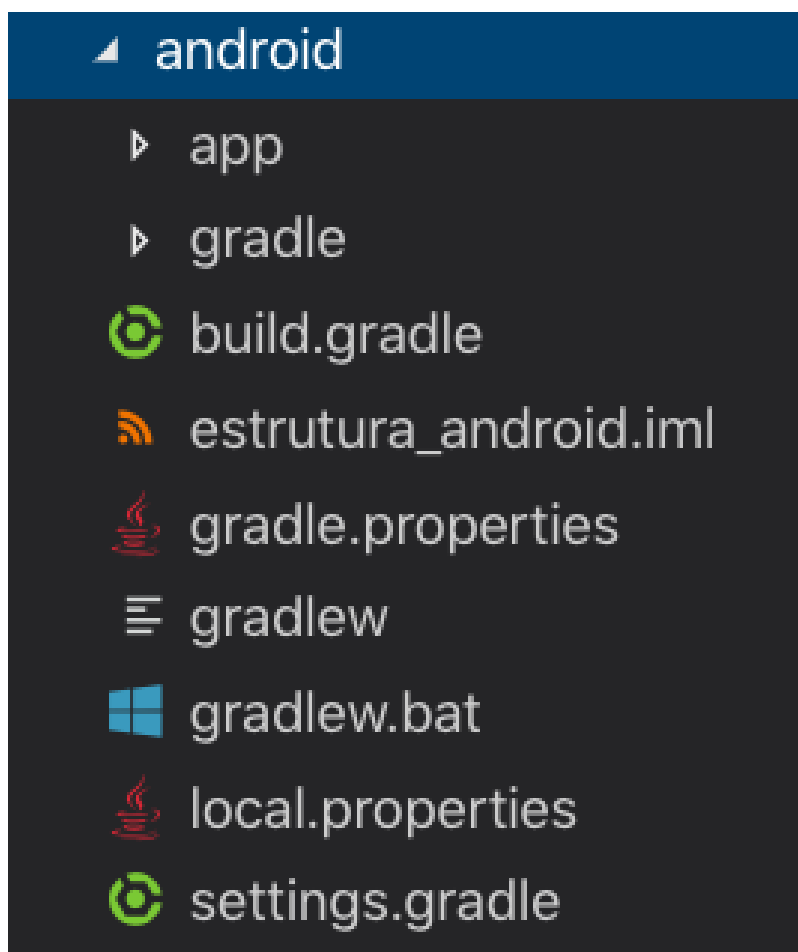 android
app
gradle
build.gradle
estrutura_android.iml
gradle.properties
gradlew
gradlew.bat
local.properties
settings.gradle